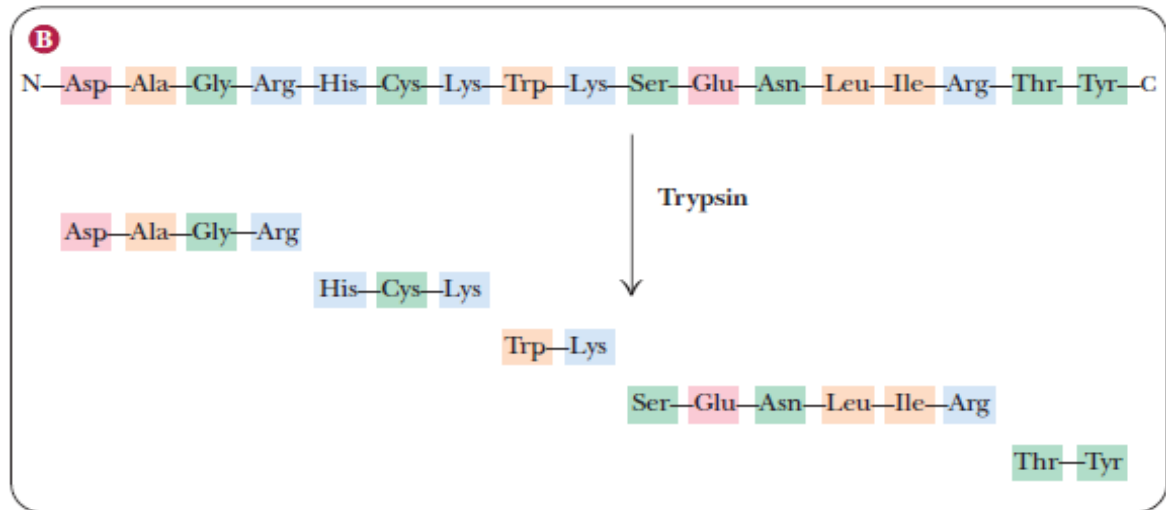 B
N—Asp—Ala—Gly—Arg—His—Cys—Lys—Trp—Lys—Ser—Glu—Asn—Leu—Ile—Arg—Thr—Tyr—C
Trypsin
Asp—Ala—Gly—Arg
His—Cys—Lys
Trp—Lys
Ser—Glu—Asn—Leu—Ile—Arg
Thr—Tyr